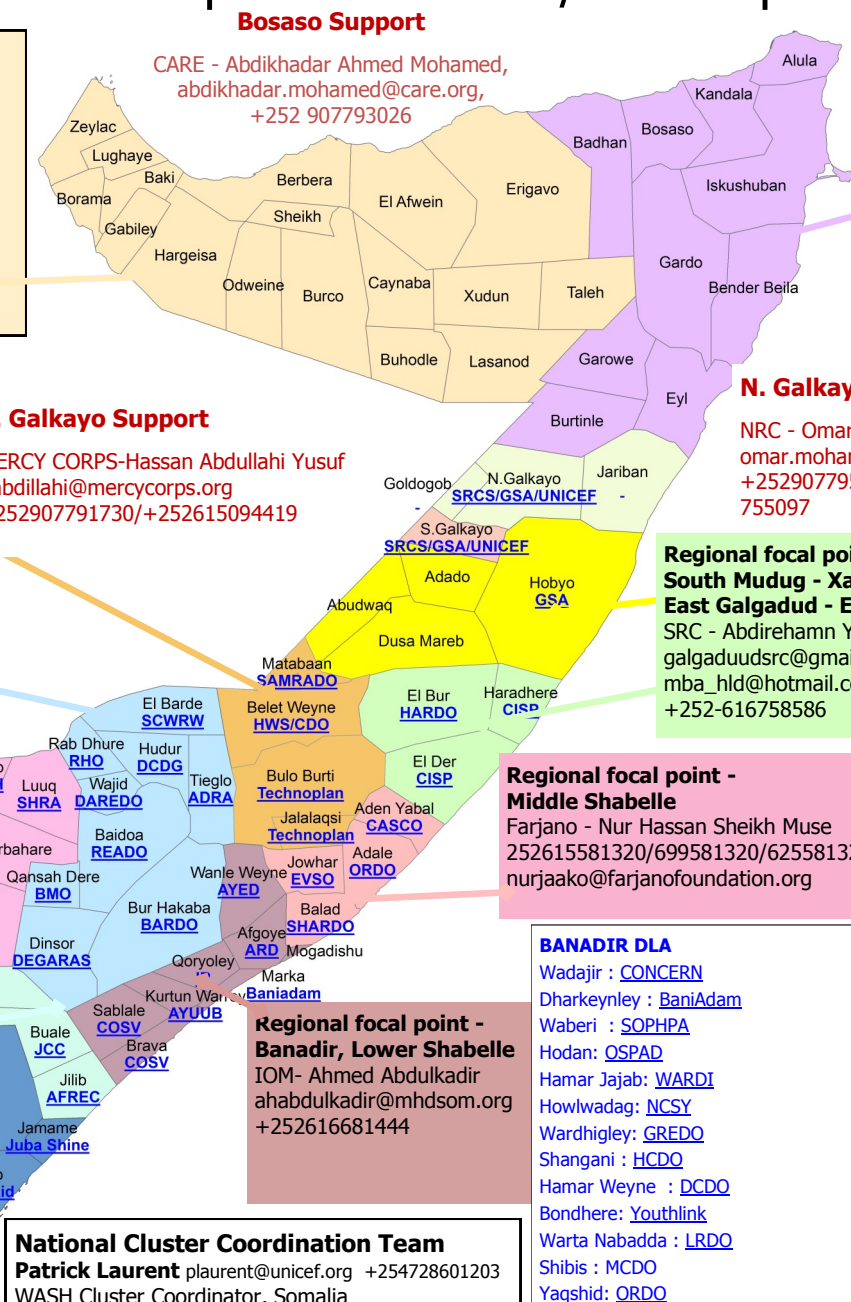 Bosaso Support
CARE - Abdikhadar Ahmed Mohamed,
abdikhadar.mohamed@care.org,
+252 907793026
Alula
Kandala
Bosaso
Badhan
Iskushuban
Zeylac
Lughaye
Baki
Borama
Gabiley
Berbera
Sheikh
El Afwein
Erigavo
Hargeisa
Odweine
Burco
Caynaba
Xudun
Taleh
Gardo
Bender Beila
Buhodle
Lasanod
Garowe
Eyl
Burtinle
Galkayo Support
ERCY CORPS-Hassan Abdullahi Yusuf
abdillahi@mercycorps.org
252907791730/+252615094419
N. Galkay
NRC - Omar
omar.mohar
+25290779
755097
Goldogob
-
N.Galkayo
SRCS/GSA/UNICEF
Jariban
-
S.Galkayo
SRCS/GSA/UNICEF
Adado
Hobyo
GSA
Abudwaq
Dusa Mareb
Regional focal poi
South Mudug - Xa
East Galgadud - E
SRC - Abdirehamn Y
galgaduudsrc@gmai
mba_hld@hotmail.c
+252-616758586
Matabaan
SAMRADO
El Barde
SCWRW
Belet Weyne
HWS/CDO
El Bur
HARDO
Haradhere
CISP
Rab Dhure
RHO
Hudur
DCDG
El Der
CISP
Luuq
SHRA
Wajid
DAREDO
Tieglo
ADRA
Bulo Burti
Technoplan
Jalalaqsi
Technoplan
Aden Yabal
CASCO
Regional focal point -
Middle Shabelle
Farjano - Nur Hassan Sheikh Muse
252615581320/699581320/62558132
nurjaako@farjanofoundation.org
rbahare
Baidoa
READO
Qansah Dere
BMO
Wanle Weyne
AYED
Jowhar
EVSO
Adale
ORDO
Bur Hakaba
BARDO
Balad
SHARDO
Dinsor
DEGARAS
Afgoye
ARD
Mogadishu
Qoryoley
Marka
Baniadam
Kurtun Warrey
AYUUB
Sablale
COSV
Brava
COSV
Buale
JCC
Jilib
AFREC
Jamame
Juba Shine
id
Regional focal point -
Banadir, Lower Shabelle
IOM- Ahmed Abdulkadir
ahabdulkadir@mhdsom.org
+252616681444
BANADIR DLA
Wadajir : CONCERN
Dharkeynley : BaniAdam
Waberi : SOPHPA
Hodan: OSPAD
Hamar Jajab: WARDI
Howlwadag: NCSY
Wardhigley: GREDO
Shangani : HCDO
Hamar Weyne : DCDO
Bondhere: Youthlink
Warta Nabadda : LRDO
Shibis : MCDO
Yaqshid: ORDO
National Cluster Coordination Team
Patrick Laurent plaurent@unicef.org +254728601203
WASH Cluster Coordinator, Somalia